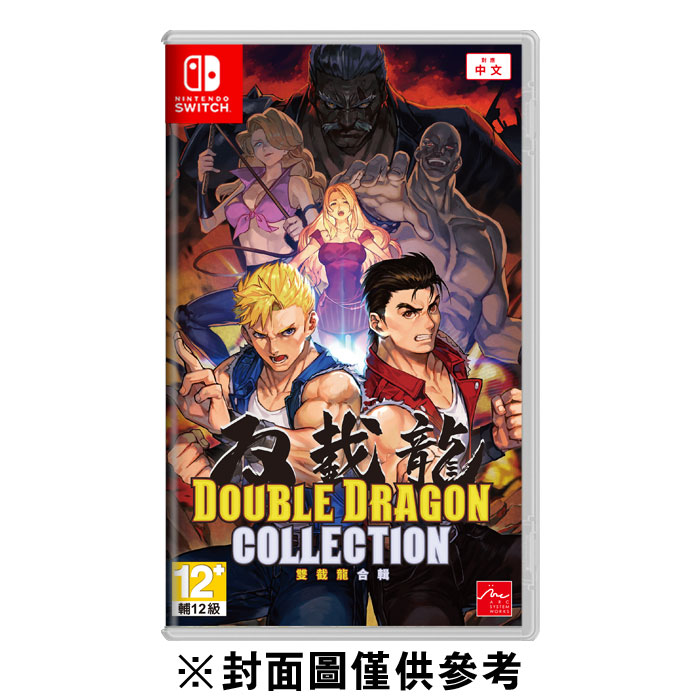 NINTENDO
SWITCH
對應
中文
双截龍
DOUBLE DRAGON
COLLECTION
雙截龍合輯
12+
輔12級
ARC
SYSTEM
WORKS
※封面圖僅供參考